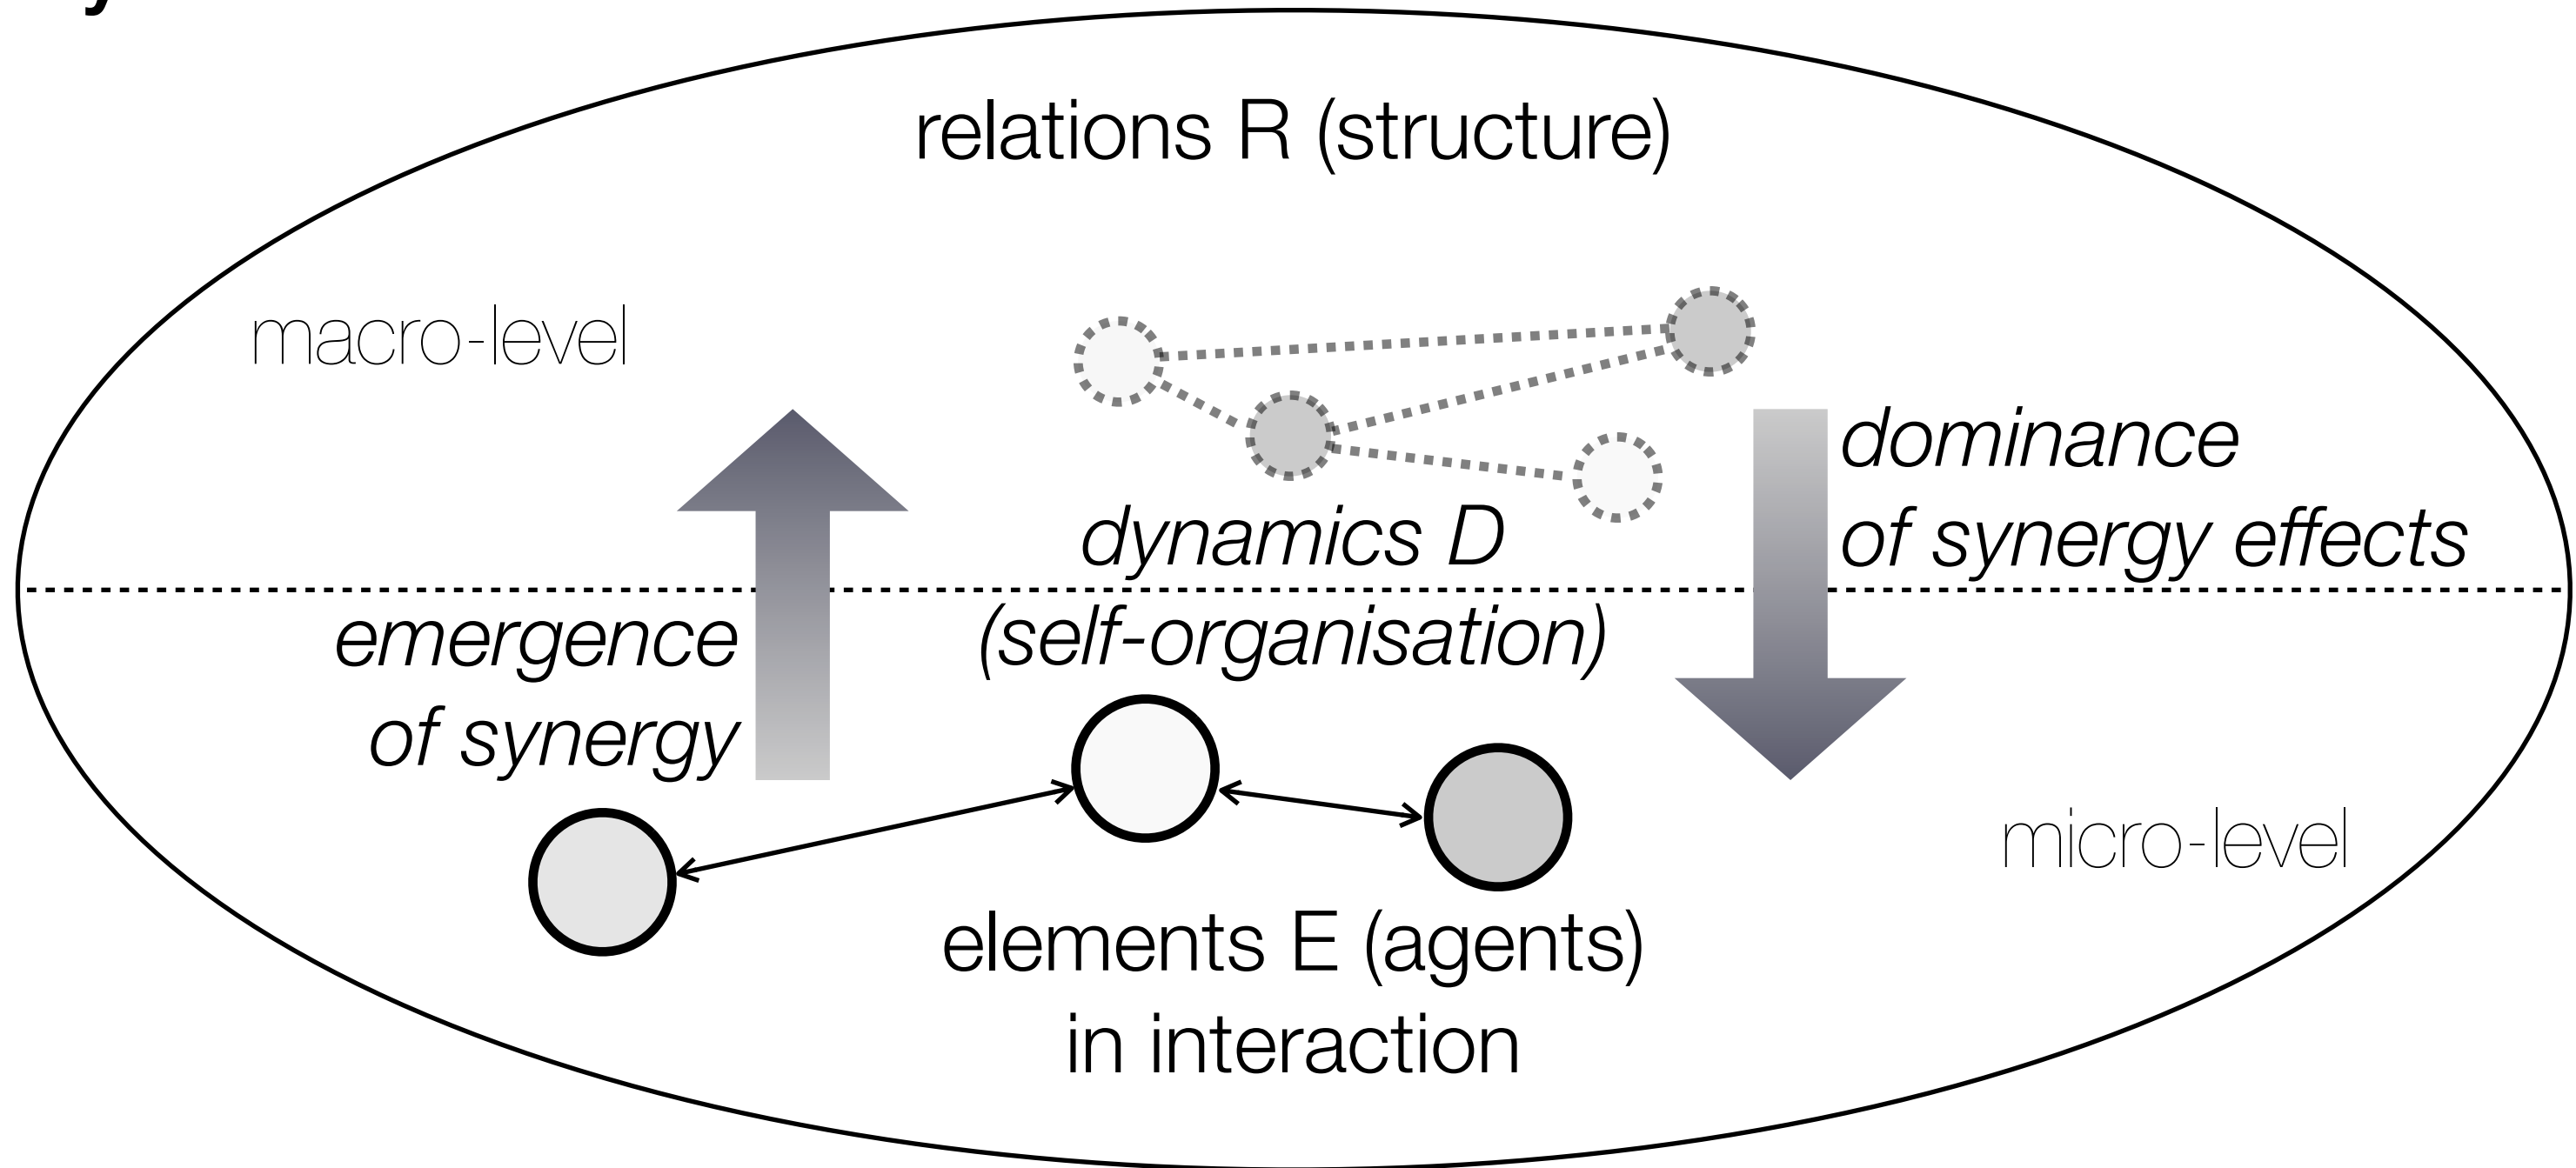 relations R (structure)
macro-level
dominance
of synergy effects
dynamics D
(self-organisation)
emergence
of synergy
micro-level
elements E (agents)
in interaction